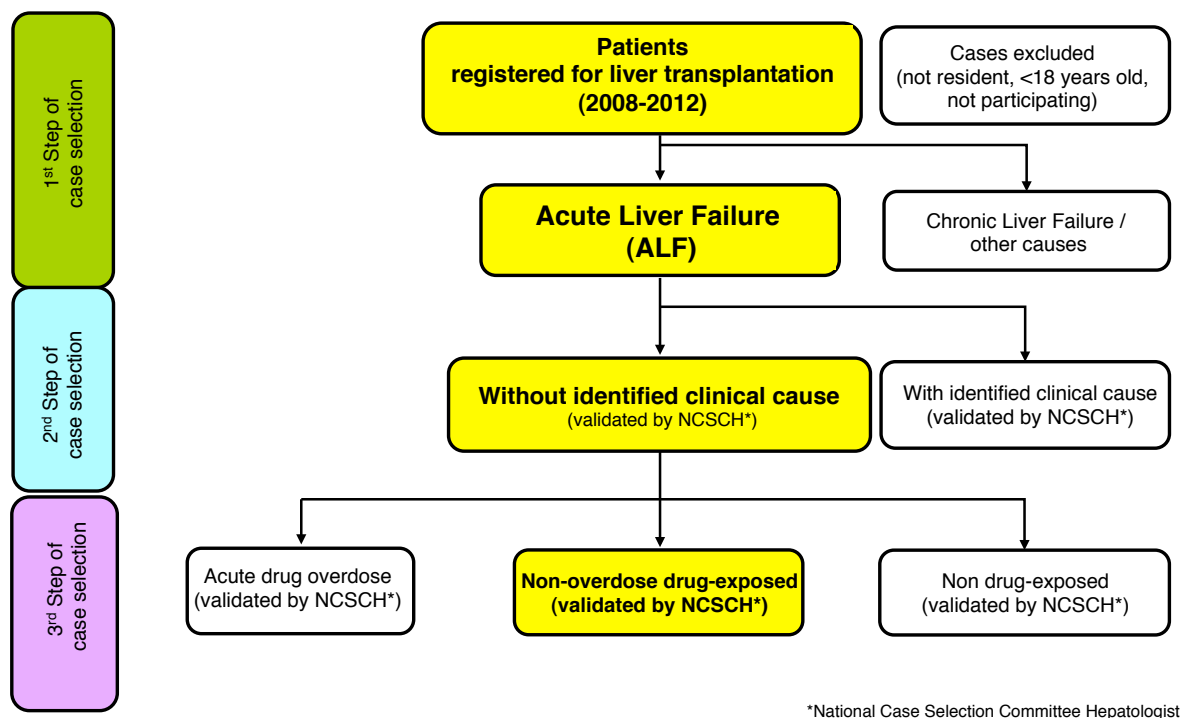 1st Step of
case selection
Patients
registered for liver transplantation
(2008-2012)
Cases excluded
(not resident, <18 years old,
not participating)
Acute Liver Failure
(ALF)
Chronic Liver Failure /
other causes
2nd Step of
case selection
Without identified clinical cause
(validated by NCSCH*)
With identified clinical cause
(validated by NCSCH*)
3rd Step of
case selection
Acute drug overdose
(validated by NCSCH*)
Non-overdose drug-exposed
(validated by NCSCH*)
Non drug-exposed
(validated by NCSCH*)
*National Case Selection Committee Hepatologist